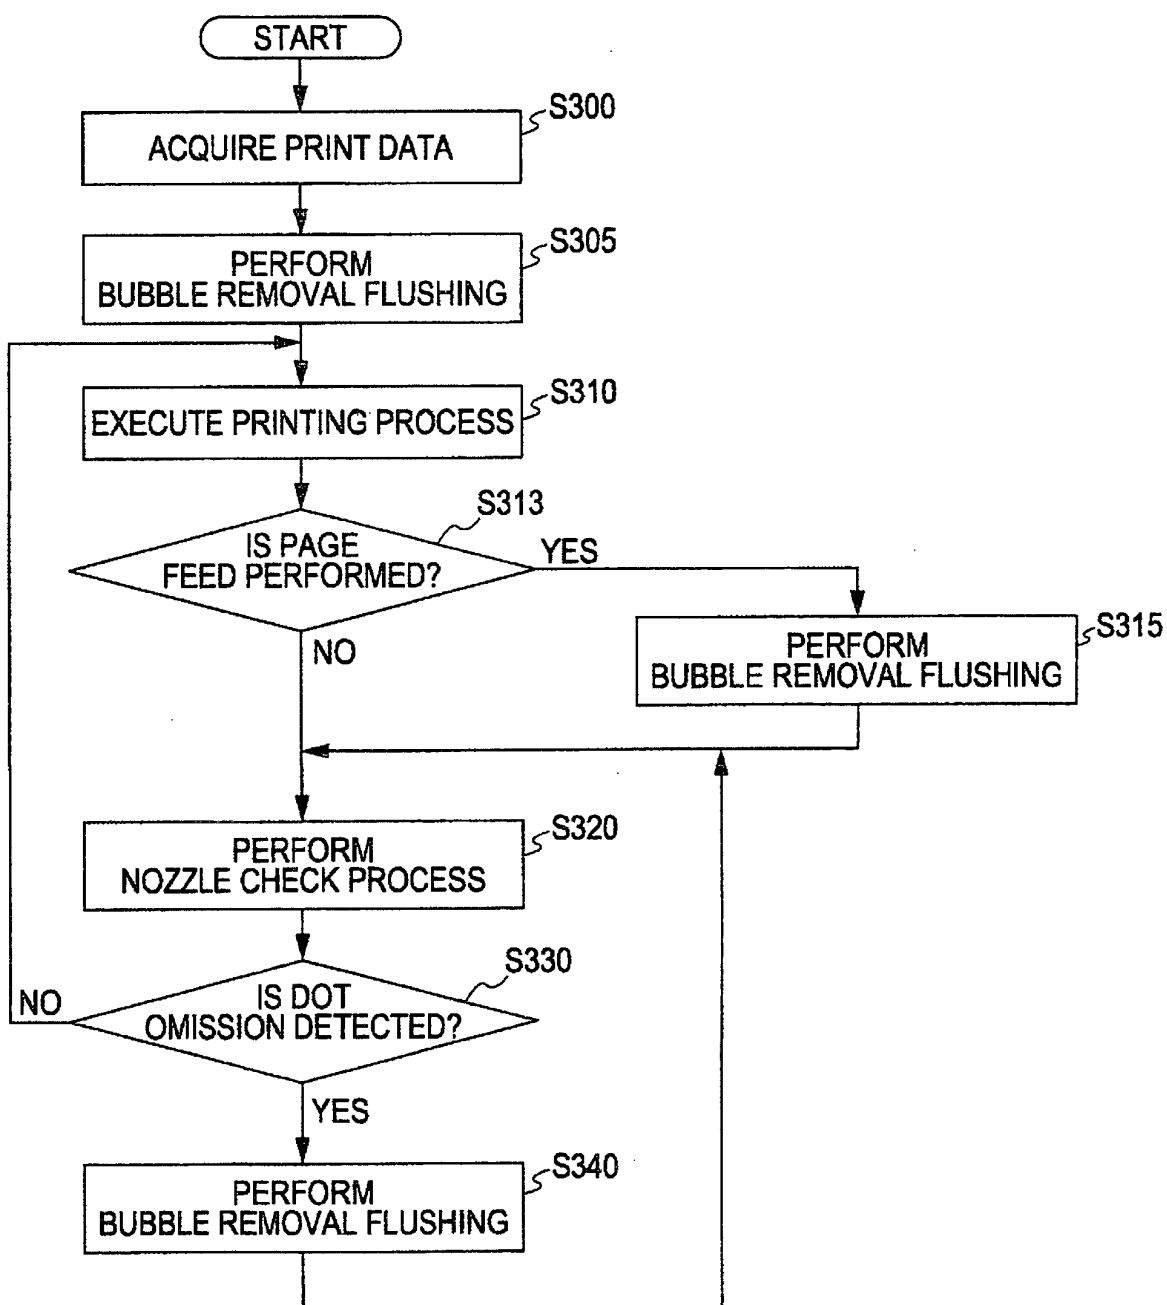 START
S300
ACQUIRE PRINT DATA
S305
PERFORM
BUBBLE REMOVAL FLUSHING
S310
EXECUTE PRINTING PROCESS
S313
IS PAGE
FEED PERFORMED?
YES
NO
S315
PERFORM
BUBBLE REMOVAL FLUSHING
S320
PERFORM
NOZZLE CHECK PROCESS
S330
IS DOT
OMISSION DETECTED?
NO
YES
S340
PERFORM
BUBBLE REMOVAL FLUSHING